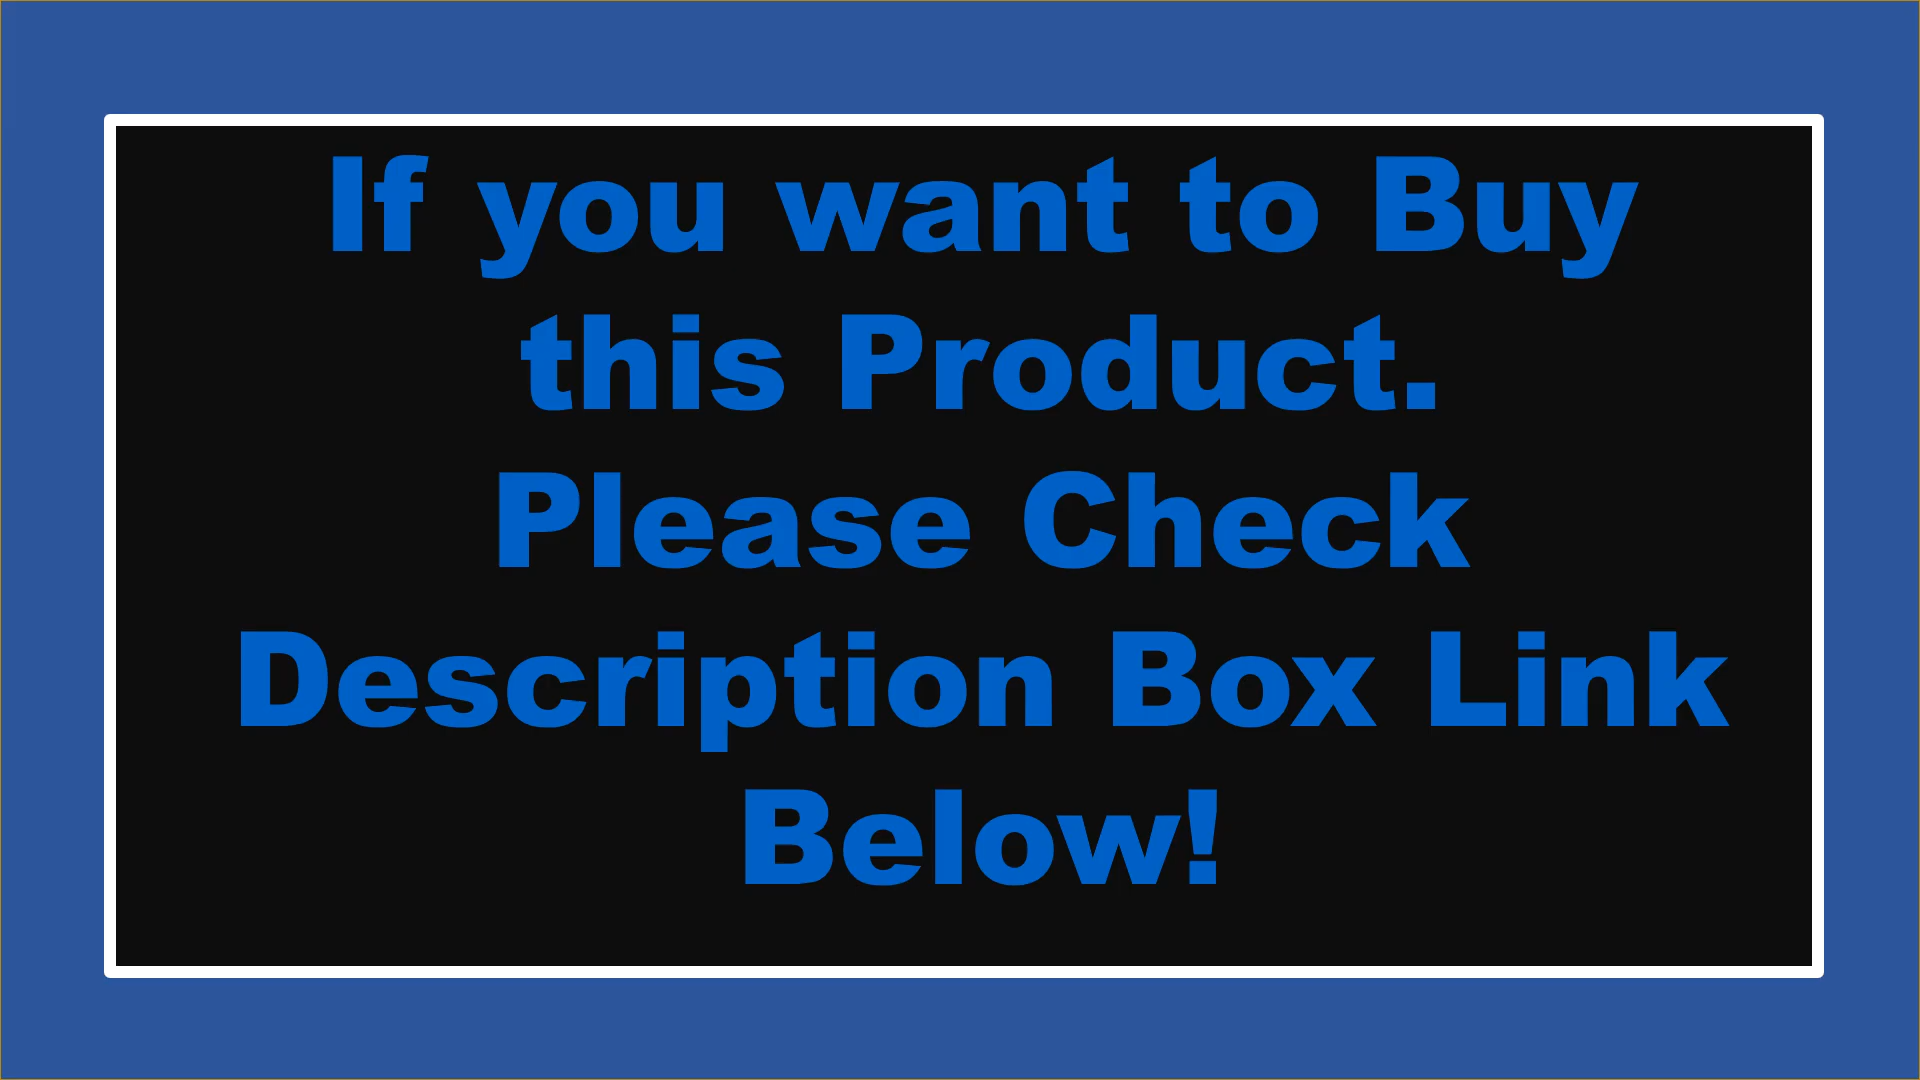 If you want to Buy
this Product.
Please Check
Description Box Link
Below!